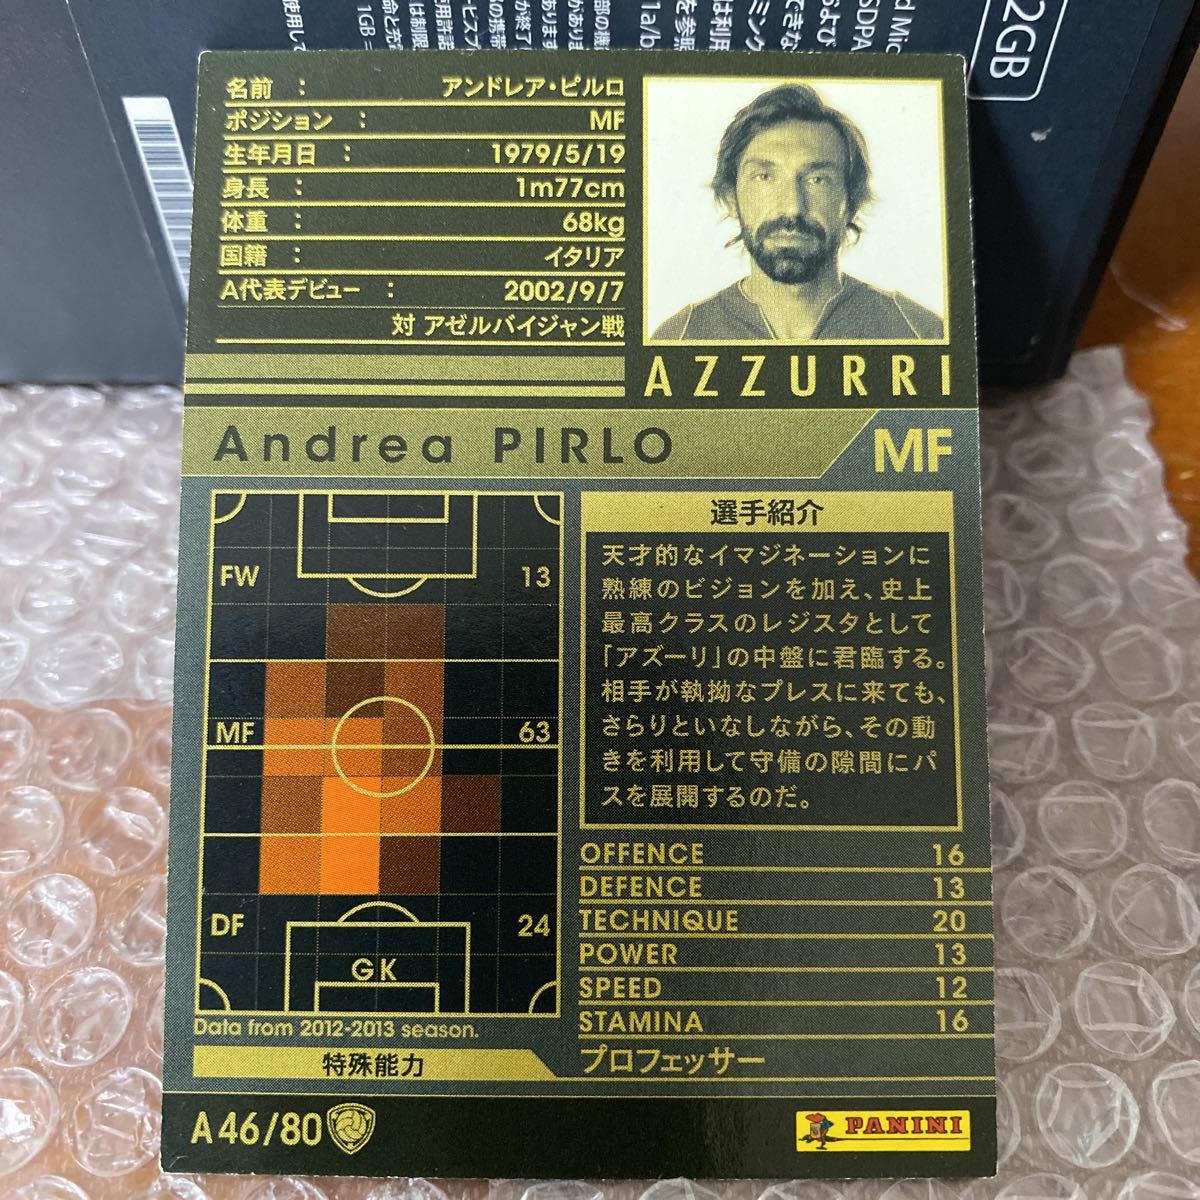 2GB
名前 : アンドレア・ピルロ
ポジション : MF
生年月日 : 1979/5/19
身長 : 1m77cm
体重 : 68kg
国籍 : イタリア
A代表デビュー : 2002/9/7
対 アゼルバイジャン戦
AZZURRI
Andrea PIRLO
MF
FW 13
MF 63
DF 24
GK
Data from 2012-2013 season.
選手紹介
天才的なイマジネーションに
熟練のビジョンを加え、史上
最高クラスのレジスタとして
「アズーリ」の中盤に君臨する。
相手が執拗なプレスに来ても、
さらりといなしながら、その動
きを利用して守備の隙間にパ
スを展開するのだ。
OFFENCE 16
DEFENCE 13
TECHNIQUE 20
POWER 13
SPEED 12
STAMINA 16
特殊能力
プロフェッサー
A46/80
PANINI